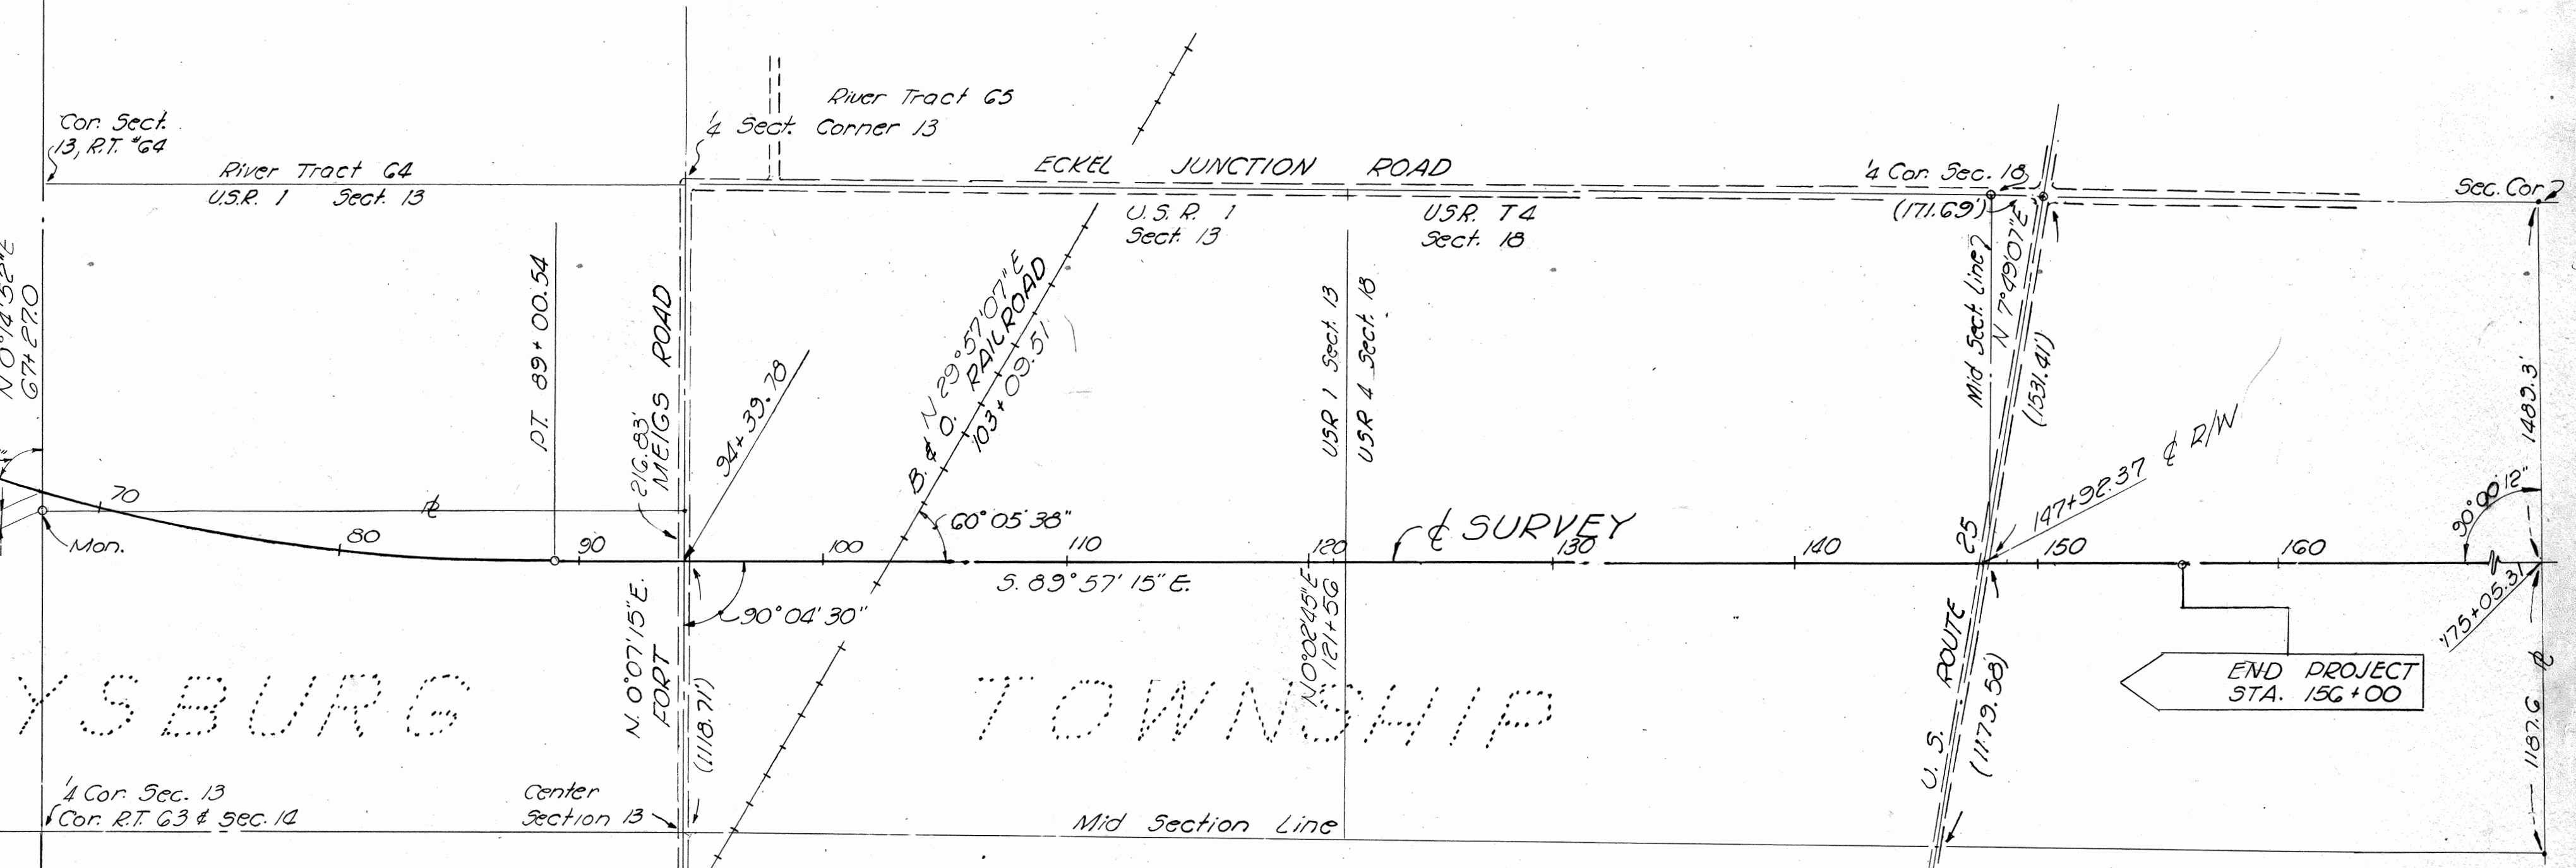 Cor. Sect.
13, R.T. #64
River Tract 64
U.S.R. 1 Sect. 13
River Tract 65
1/4 Sect. Corner 13
ECKEL JUNCTION ROAD
U.S.R. 1
Sect. 13
USR. T4
Sect. 18
1/4 Cor. Sec. 18
(171.69')
Sec. Cor.
67+27.0
PT. 89+00.54
216.83'
MEIGS ROAD
94+39.78
N 29°57'07" E
B. & O. RAILROAD
103+09.51
USR 1 Sect. 13
USR 4 Sect. 18
Mid Sect. Line
N 7°49'07" E
(1531.41')
147+92.37 ℄ R/W
1489.3'
90°00'12"
70
80
℄
Mon.
90
100
110
120
130
140
150
160
60°05'38"
℄ SURVEY
S. 89°57'15" E.
90°04'30"
N. 0°07'15" E.
FORT
(1118.71')
N 0°02'45" E
121+56
U. S. ROUTE 25
(1179.58')
175+05.31
END PROJECT
STA. 156+00
1187.6
YSBURG TOWNSHIP
1/4 Cor. Sec. 13
Cor. R.T. 63 & Sec. 14
Center
Section 13
Mid Section Line